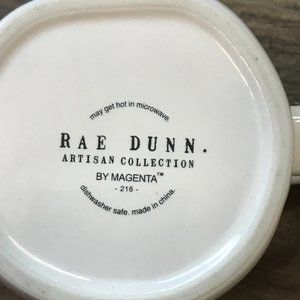 may get hot in microwave.
RAE DUNN.
ARTISAN COLLECTION
BY MAGENTA™
- 216 -
dishwasher safe. made in china.